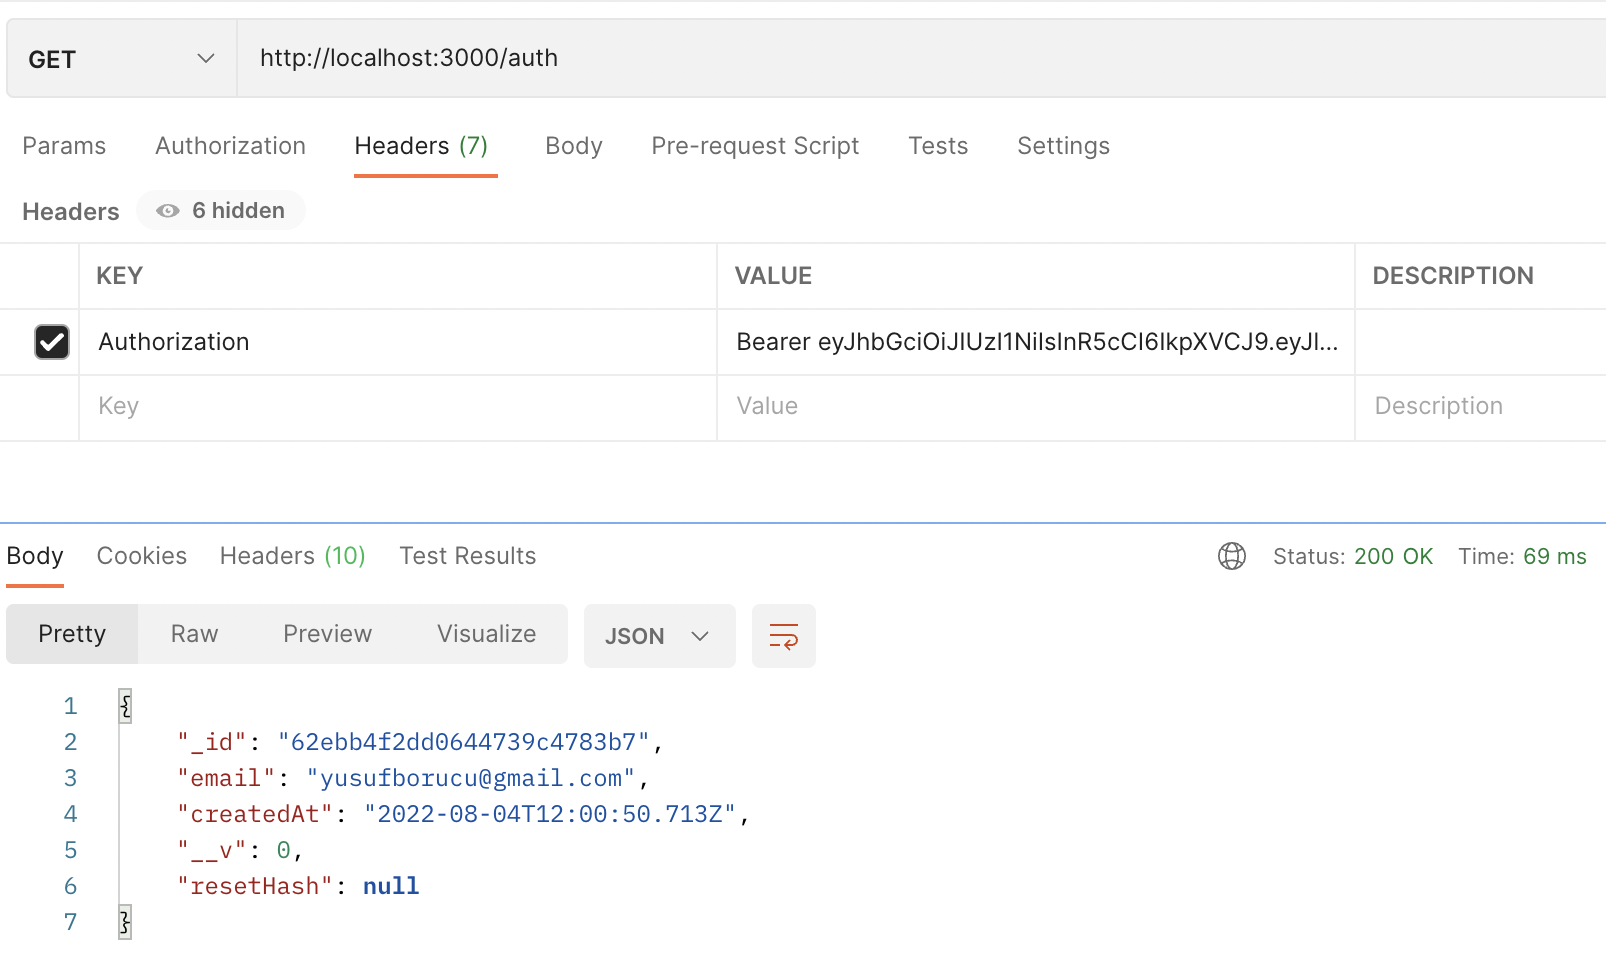 GET http://localhost:3000/auth
Params Authorization Headers (7) Body Pre-request Script Tests Settings
Headers 6 hidden
KEY VALUE DESCRIPTION
Authorization Bearer eyJhbGciOiJIUzI1NiIsInR5cCI6IkpXVCJ9.eyJl...
Key Value Description
Body Cookies Headers (10) Test Results Status: 200 OK Time: 69 ms
Pretty Raw Preview Visualize JSON
1 {
2 "_id": "62ebb4f2dd0644739c4783b7",
3 "email": "yusufborucu@gmail.com",
4 "createdAt": "2022-08-04T12:00:50.713Z",
5 "__v": 0,
6 "resetHash": null
7 }